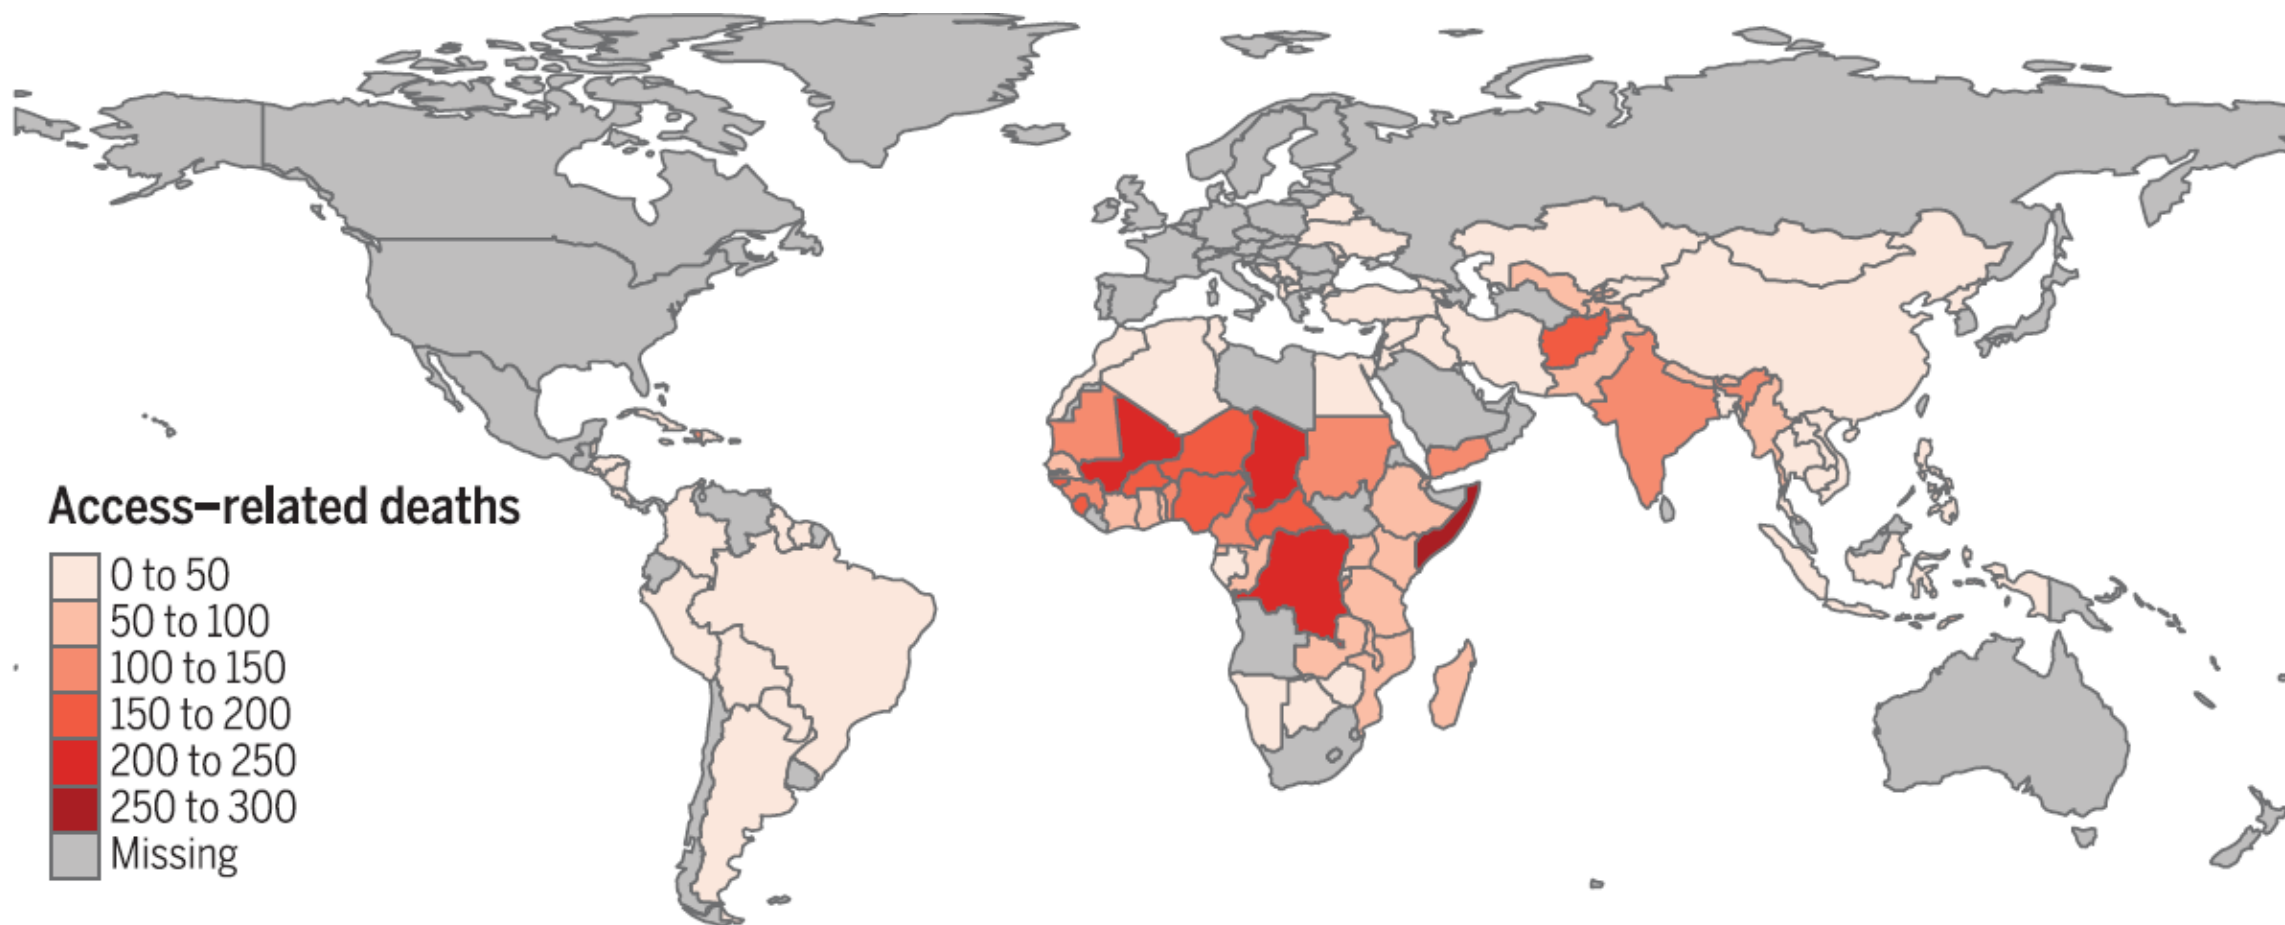 Access–related deaths
0 to 50
50 to 100
100 to 150
150 to 200
200 to 250
250 to 300
Missing